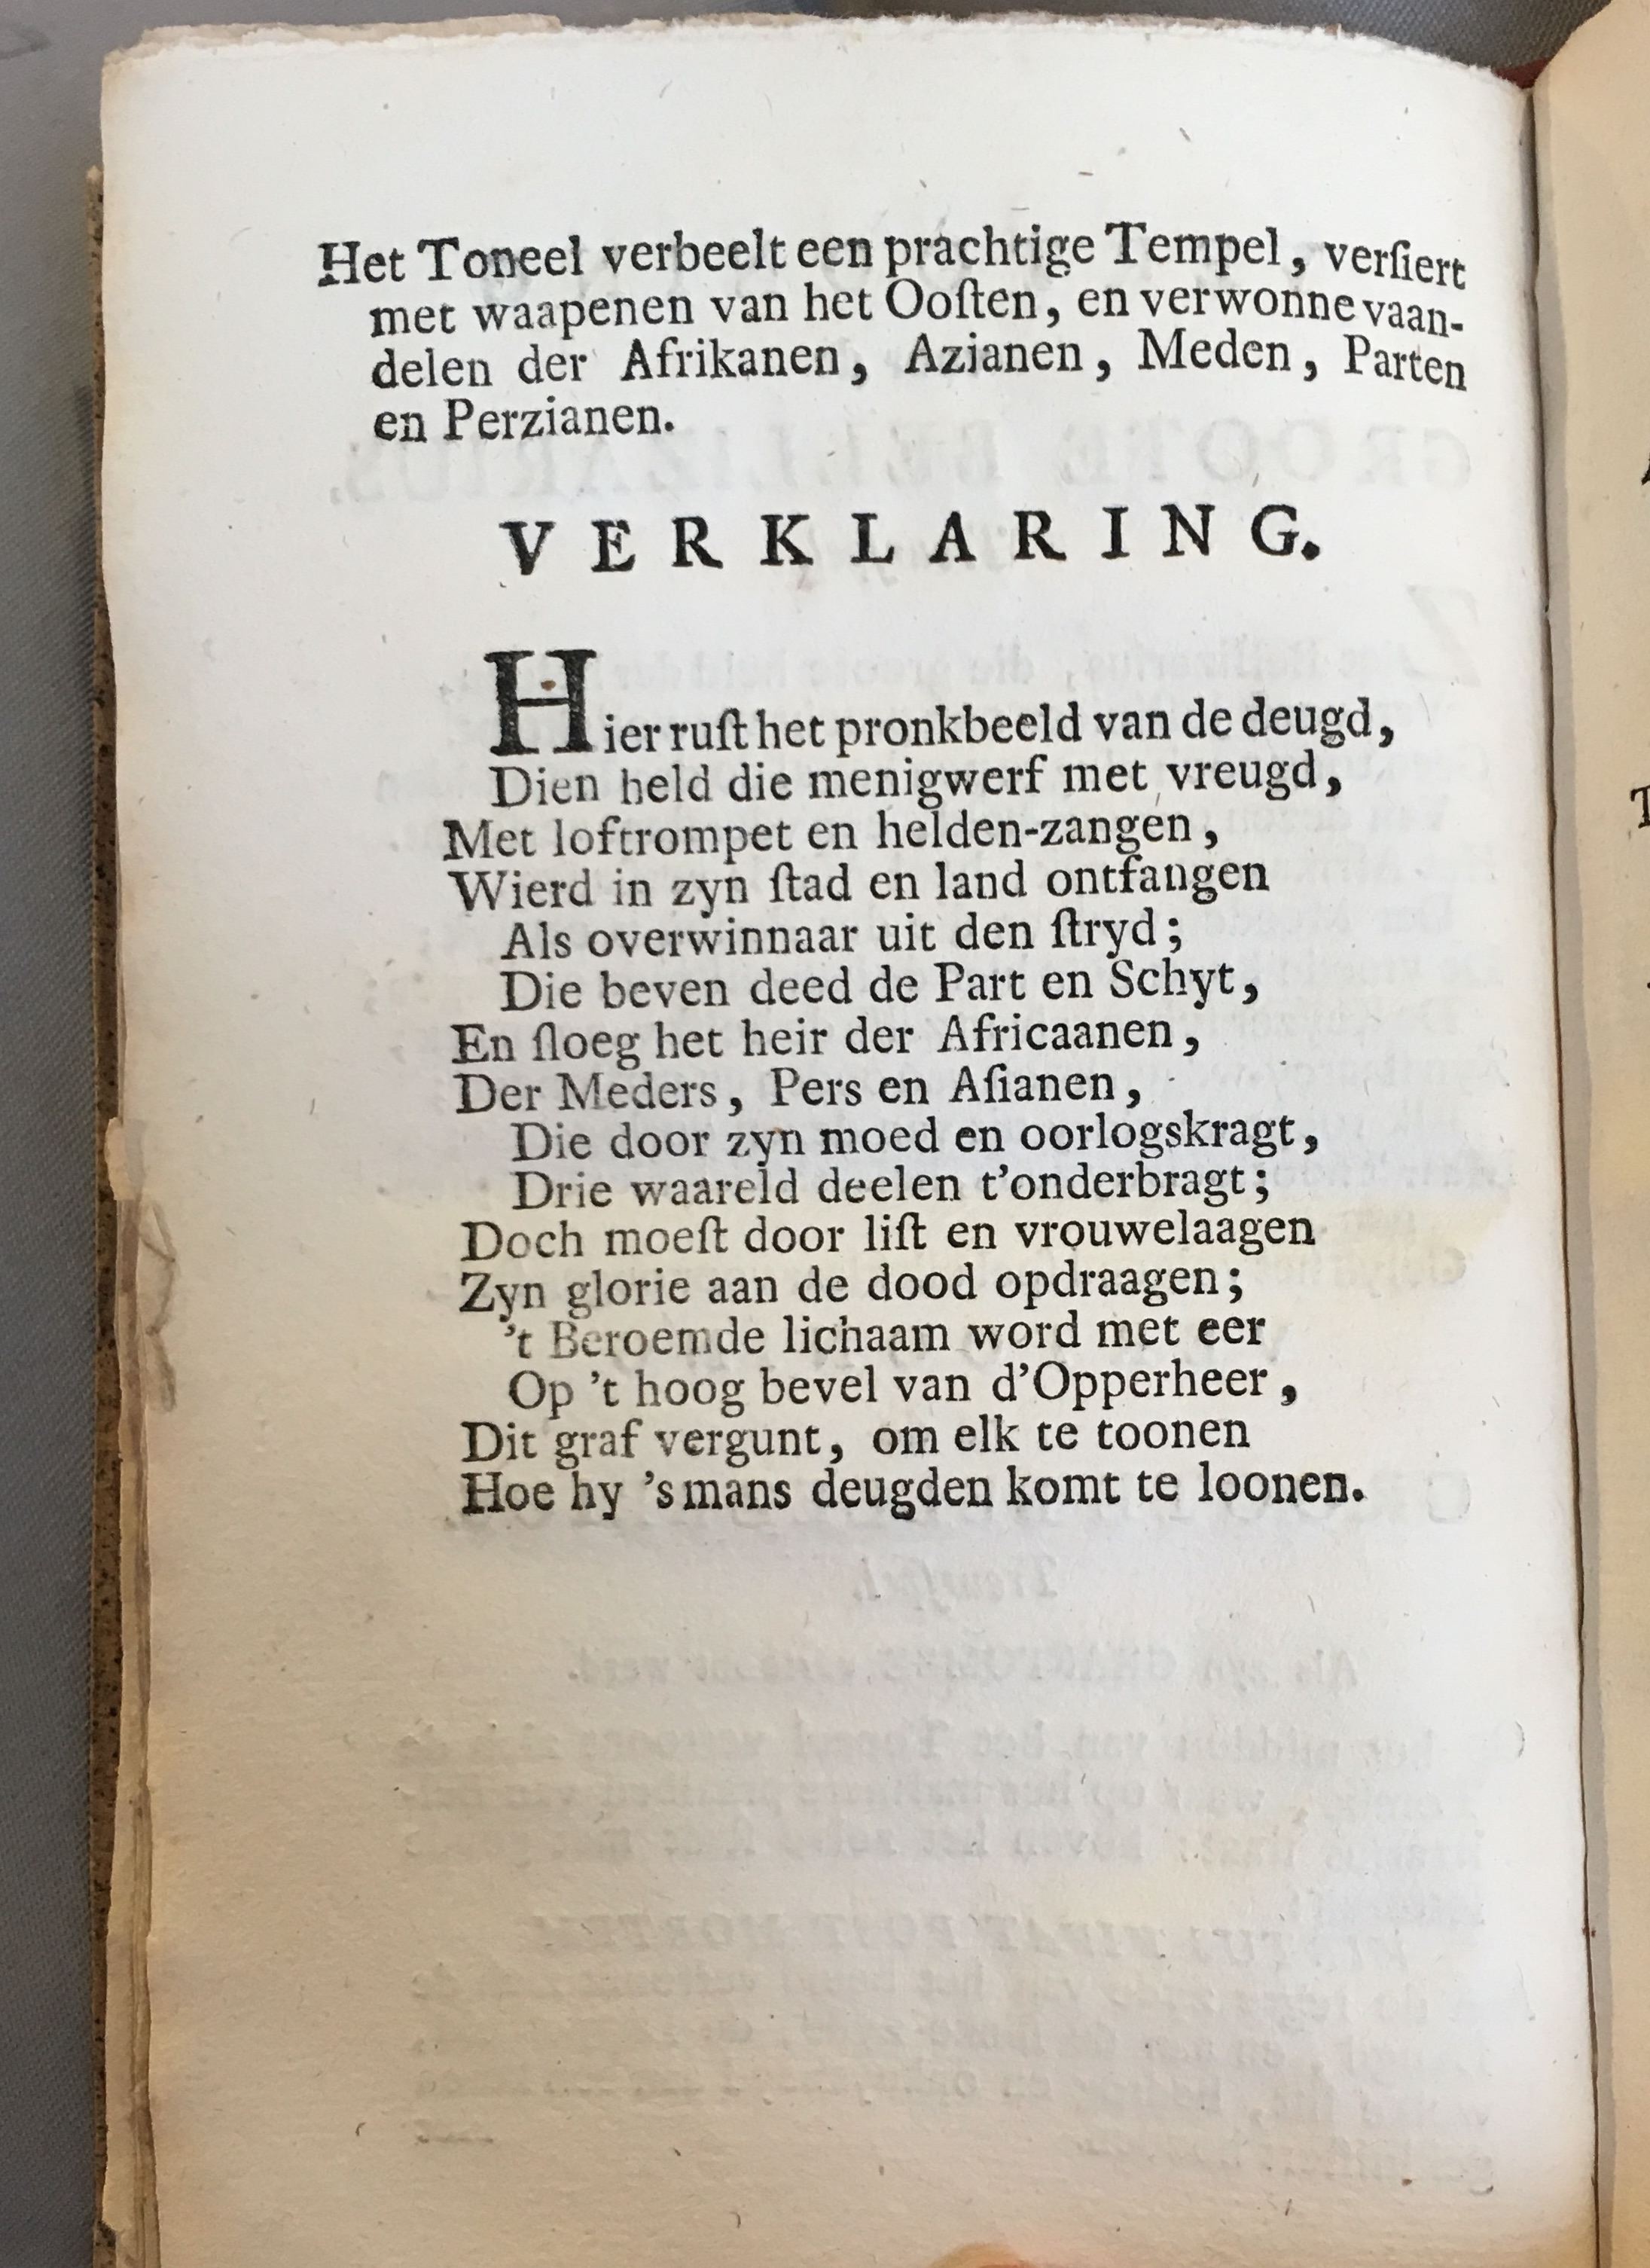 Het Toneel verbeelt een prachtige Tempel, verſiert
met waapenen van het Ooſten, en verwonne vaan-
delen der Afrikanen, Azianen, Meden, Parten
en Perzianen.
VERKLARING.
Hier ruſt het pronkbeeld van de deugd,
Dien held die menigwerf met vreugd,
Met loftrompet en helden-zangen,
Wierd in zyn ſtad en land ontfangen
Als overwinnaar uit den ſtryd;
Die beven deed de Part en Schyt,
En ſloeg het heir der Africaanen,
Der Meders, Pers en Aſianen,
Die door zyn moed en oorlogskragt,
Drie waareld deelen t'onderbragt;
Doch moeſt door liſt en vrouwelaagen
Zyn glorie aan de dood opdraagen;
't Beroemde lichaam word met eer
Op 't hoog bevel van d'Opperheer,
Dit graf vergunt, om elk te toonen
Hoe hy 's mans deugden komt te loonen.